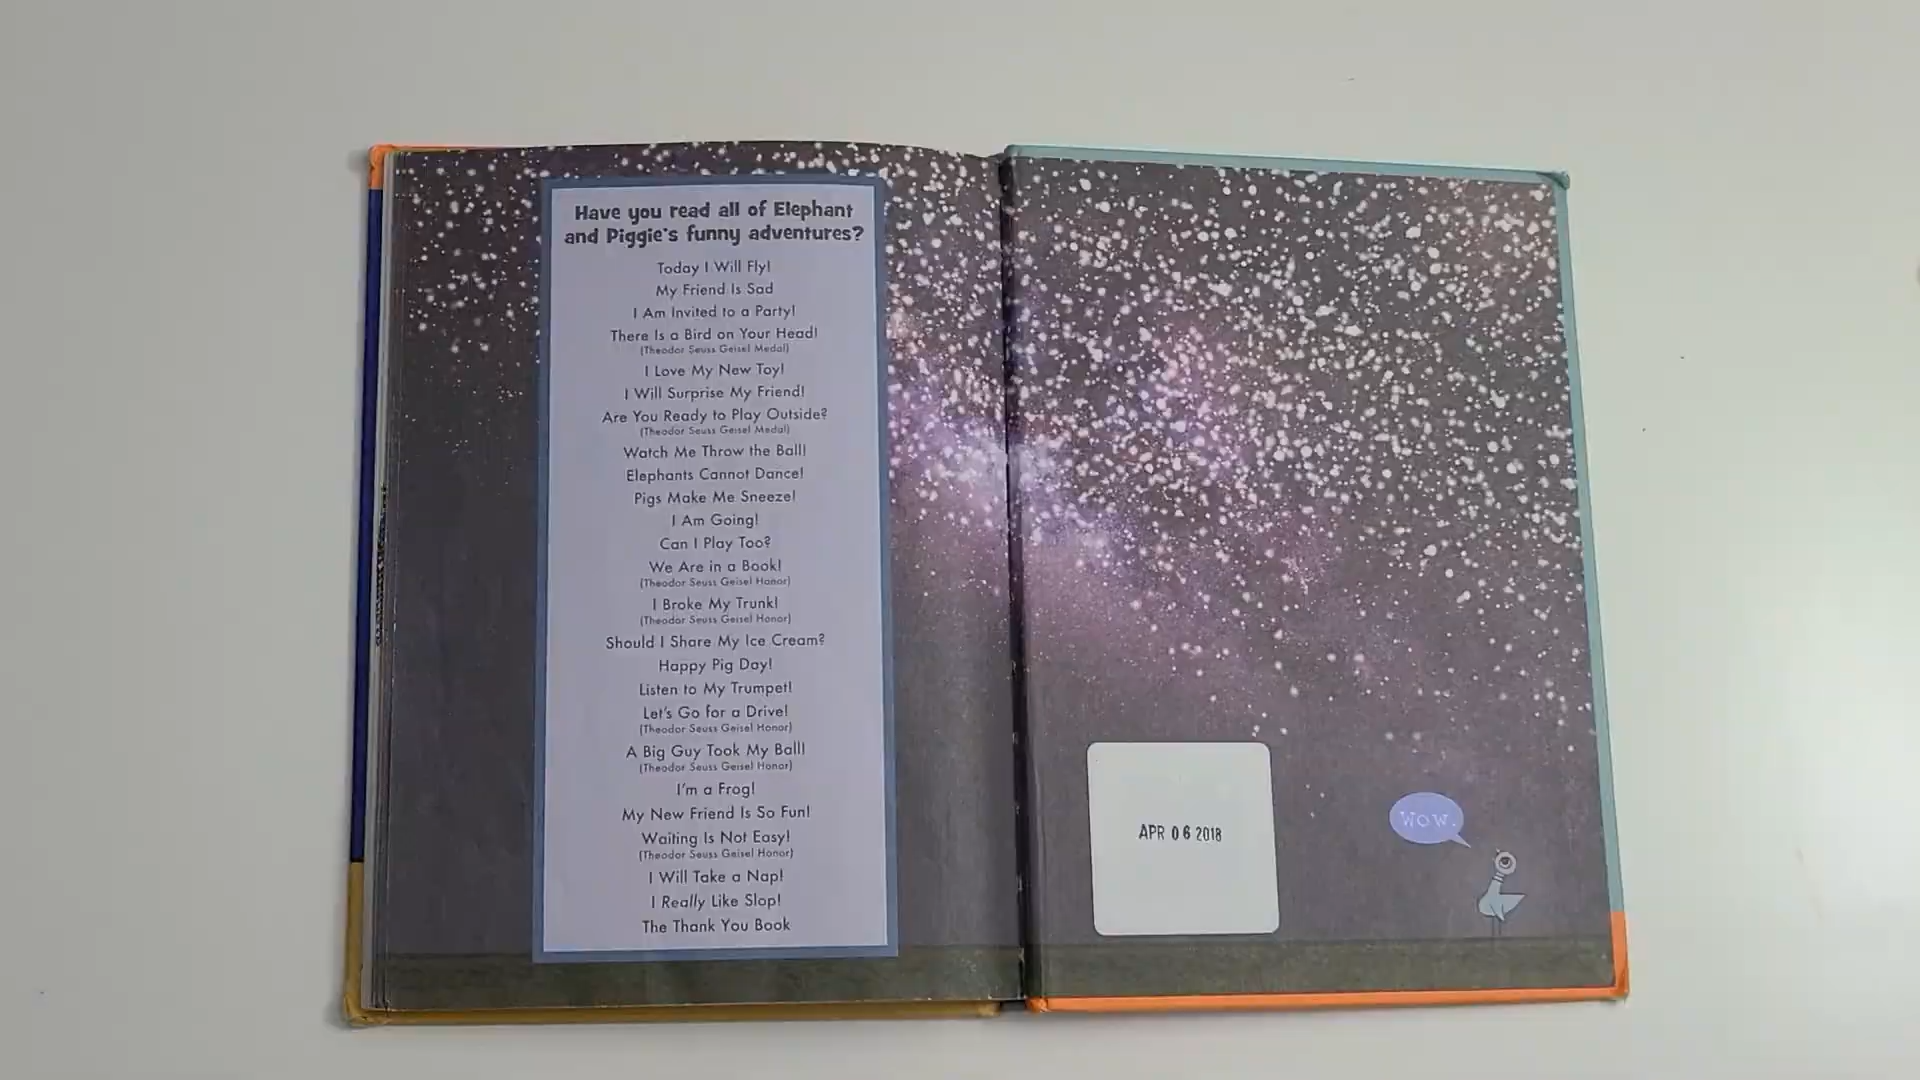 Have you read all of Elephant
and Piggie's funny adventures?
Today I Will Fly!
My Friend Is Sad
I Am Invited to a Party!
There Is a Bird on Your Head!
(Theodor Seuss Geisel Medal)
I Love My New Toy!
I Will Surprise My Friend!
Are You Ready to Play Outside?
(Theodor Seuss Geisel Medal)
Watch Me Throw the Ball!
Elephants Cannot Dance!
Pigs Make Me Sneeze!
I Am Going!
Can I Play Too?
We Are in a Book!
(Theodor Seuss Geisel Honor)
I Broke My Trunk!
(Theodor Seuss Geisel Honor)
Should I Share My Ice Cream?
Happy Pig Day!
Listen to My Trumpet!
Let's Go for a Drive!
(Theodor Seuss Geisel Honor)
A Big Guy Took My Ball!
(Theodor Seuss Geisel Honor)
I'm a Frog!
My New Friend Is So Fun!
Waiting Is Not Easy!
(Theodor Seuss Geisel Honor)
I Will Take a Nap!
I Really Like Slop!
The Thank You Book
APR 06 2018
Wow.